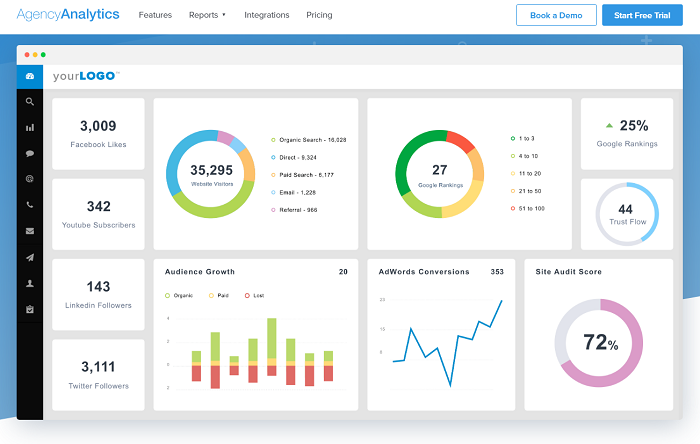 AgencyAnalytics
Features
Reports
Integrations
Pricing
Book a Demo
Start Free Trial
yourLOGO™
3,009
Facebook Likes
342
Youtube Subscribers
143
Linkedin Followers
3,111
Twitter Followers
35,295
Website Visitors
Organic Search - 16,028
Direct - 9,324
Paid Search - 6,177
Email - 1,228
Referral - 966
27
Google Rankings
1 to 3
4 to 10
11 to 20
21 to 50
51 to 100
25%
Google Rankings
44
Trust Flow
Audience Growth 20
Organic Paid Lost
4
2
0
2
AdWords Conversions 353
20
15
8
Site Audit Score
72%